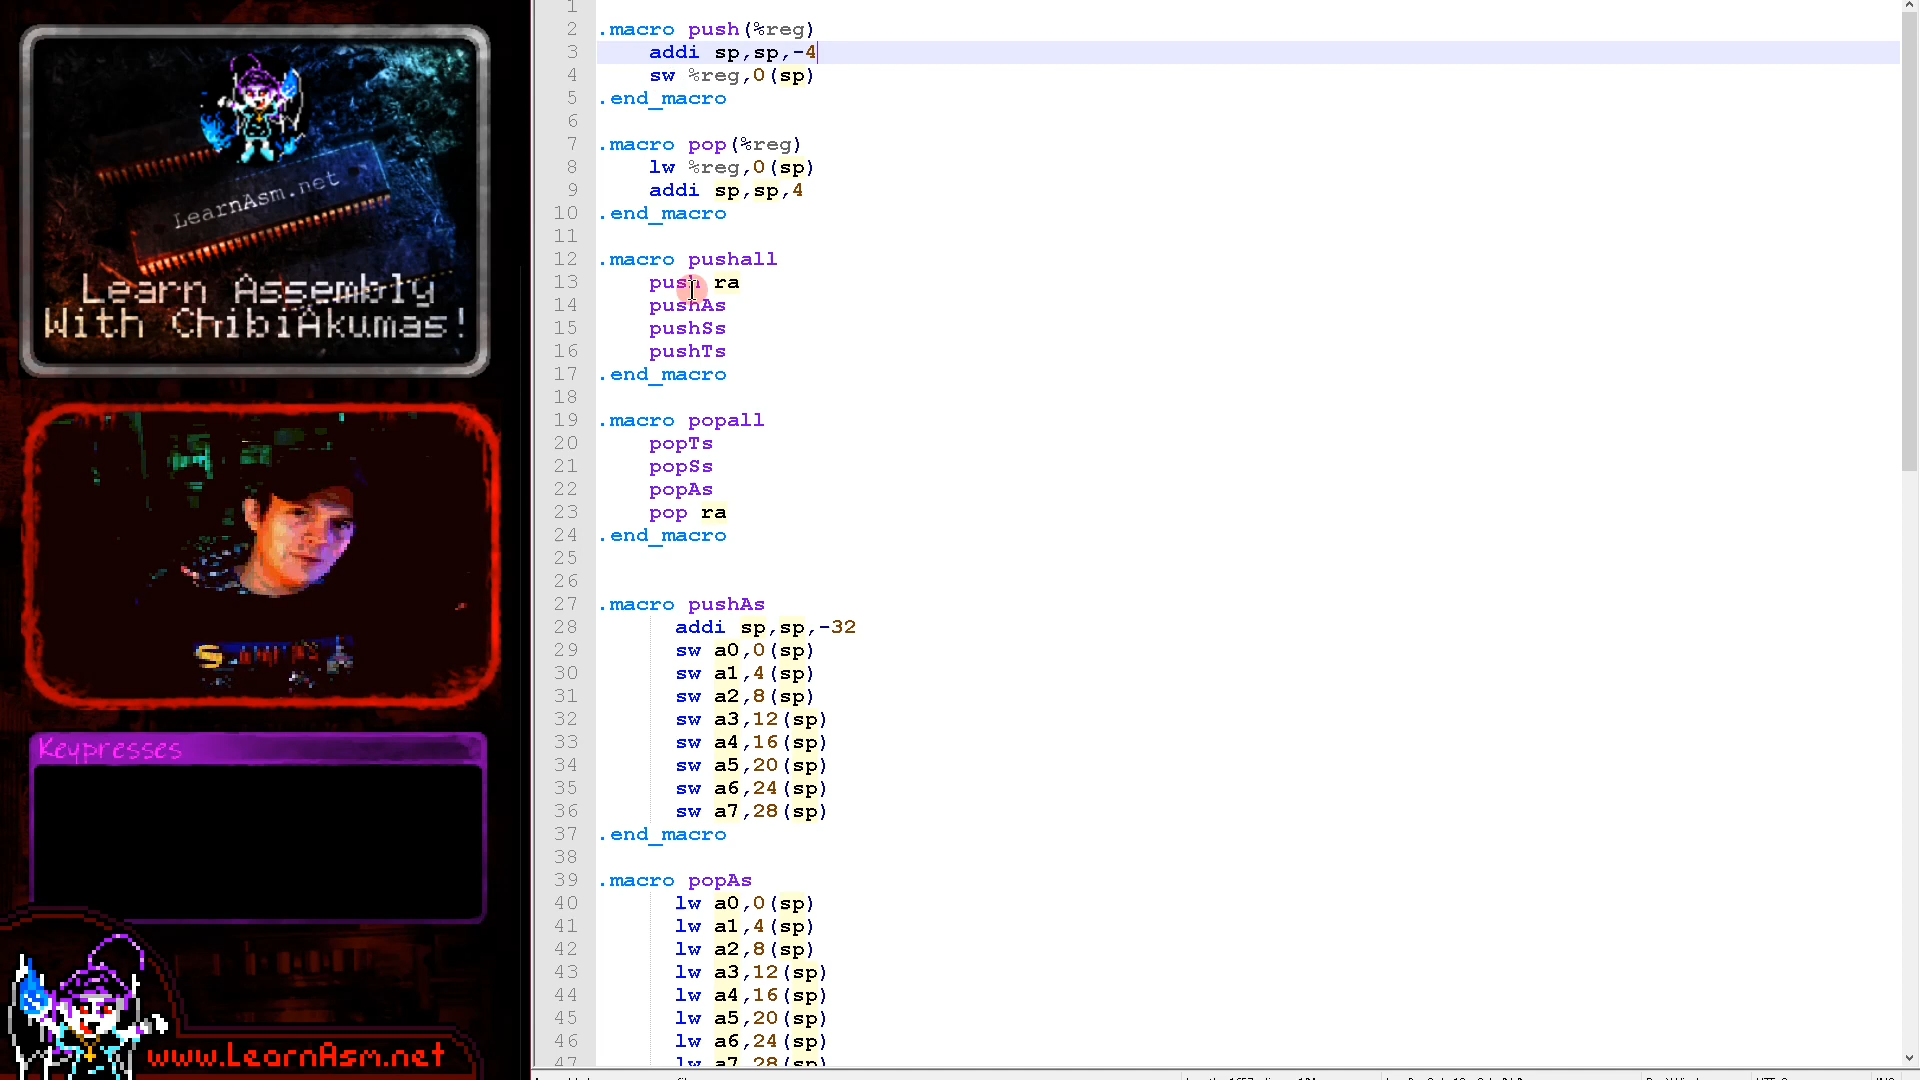 LearnAsm.net
Learn Assembly
With ChibiAkumas!
Keypresses
www.LearnAsm.net
1
2 .macro push(%reg)
3 addi sp,sp,-4
4 sw %reg,0(sp)
5 .end_macro
6
7 .macro pop(%reg)
8 lw %reg,0(sp)
9 addi sp,sp,4
10 .end_macro
11
12 .macro pushall
13 push ra
14 pushAs
15 pushSs
16 pushTs
17 .end_macro
18
19 .macro popall
20 popTs
21 popSs
22 popAs
23 pop ra
24 .end_macro
25
26
27 .macro pushAs
28 addi sp,sp,-32
29 sw a0,0(sp)
30 sw a1,4(sp)
31 sw a2,8(sp)
32 sw a3,12(sp)
33 sw a4,16(sp)
34 sw a5,20(sp)
35 sw a6,24(sp)
36 sw a7,28(sp)
37 .end_macro
38
39 .macro popAs
40 lw a0,0(sp)
41 lw a1,4(sp)
42 lw a2,8(sp)
43 lw a3,12(sp)
44 lw a4,16(sp)
45 lw a5,20(sp)
46 lw a6,24(sp)
47 lw a7,28(sp)